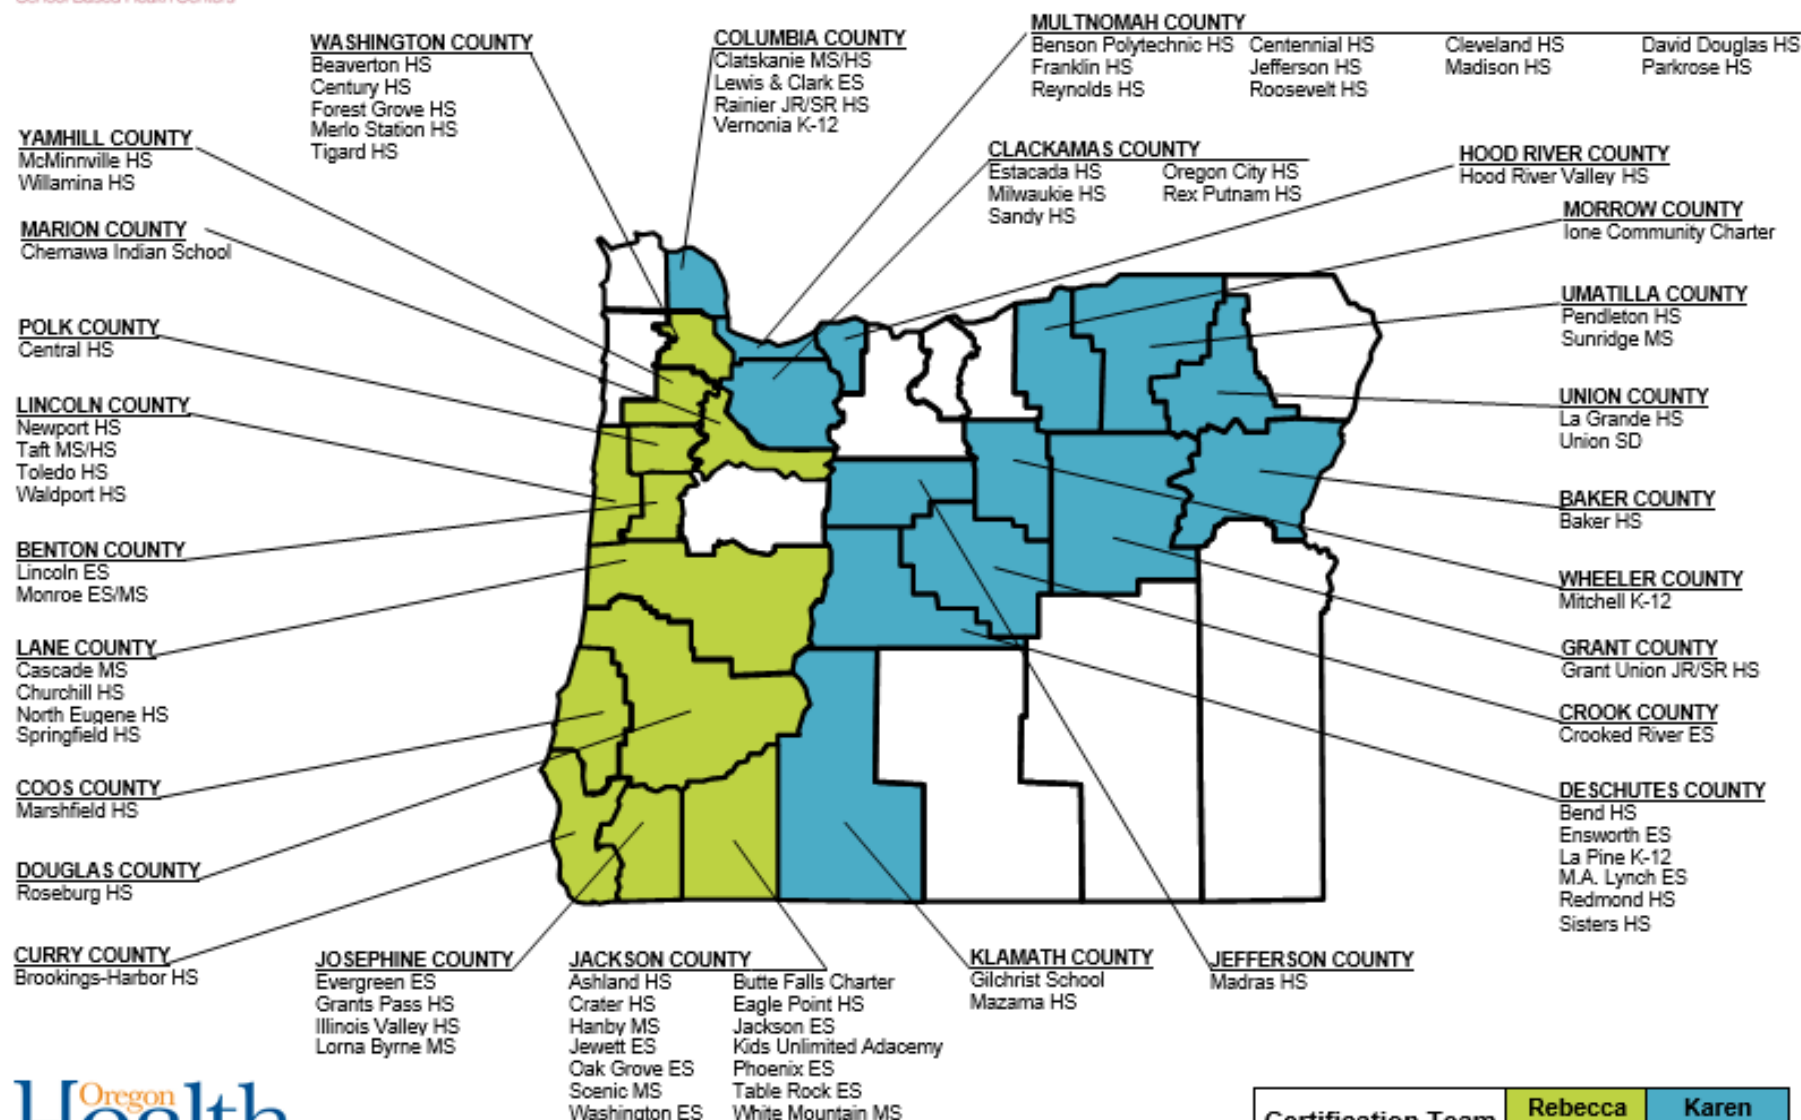 School-Based Health Centers
WASHINGTON COUNTY
Beaverton HS
Century HS
Forest Grove HS
Merlo Station HS
Tigard HS
COLUMBIA COUNTY
Clatskanie MS/HS
Lewis & Clark ES
Rainier JR/SR HS
Vernonia K-12
MULTNOMAH COUNTY
Benson Polytechnic HS Centennial HS Cleveland HS David Douglas HS
Franklin HS Jefferson HS Madison HS Parkrose HS
Reynolds HS Roosevelt HS
YAMHILL COUNTY
McMinnville HS
Willamina HS
CLACKAMAS COUNTY
Estacada HS Oregon City HS
Milwaukie HS Rex Putnam HS
Sandy HS
HOOD RIVER COUNTY
Hood River Valley HS
MARION COUNTY
Chemawa Indian School
MORROW COUNTY
Ione Community Charter
POLK COUNTY
Central HS
UMATILLA COUNTY
Pendleton HS
Sunridge MS
LINCOLN COUNTY
Newport HS
Taft MS/HS
Toledo HS
Waldport HS
UNION COUNTY
La Grande HS
Union SD
BENTON COUNTY
Lincoln ES
Monroe ES/MS
BAKER COUNTY
Baker HS
WHEELER COUNTY
Mitchell K-12
LANE COUNTY
Cascade MS
Churchill HS
North Eugene HS
Springfield HS
GRANT COUNTY
Grant Union JR/SR HS
CROOK COUNTY
Crooked River ES
COOS COUNTY
Marshfield HS
DESCHUTES COUNTY
Bend HS
Ensworth ES
La Pine K-12
M.A. Lynch ES
Redmond HS
Sisters HS
DOUGLAS COUNTY
Roseburg HS
CURRY COUNTY
Brookings-Harbor HS
JOSEPHINE COUNTY
Evergreen ES
Grants Pass HS
Illinois Valley HS
Lorna Byrne MS
JACKSON COUNTY
Ashland HS Butte Falls Charter
Crater HS Eagle Point HS
Hanby MS Jackson ES
Jewett ES Kids Unlimited Adacemy
Oak Grove ES Phoenix ES
Scenic MS Table Rock ES
Washington ES White Mountain MS
KLAMATH COUNTY
Gilchrist School
Mazama HS
JEFFERSON COUNTY
Madras HS
Oregon
Health
Certification Team Rebecca Karen